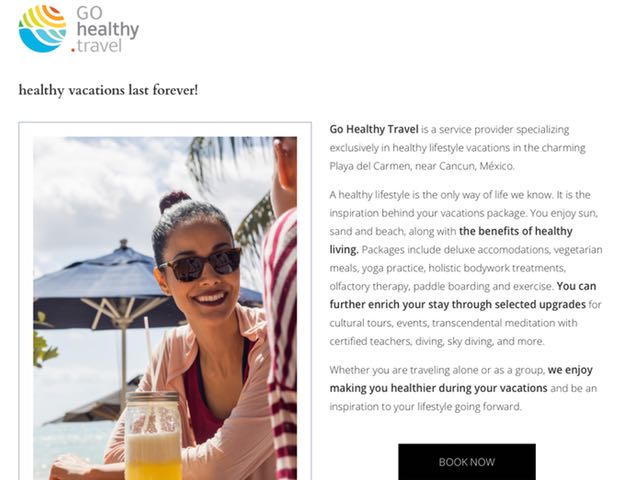 GO
healthy
.travel
healthy vacations last forever!
Go Healthy Travel is a service provider specializing
exclusively in healthy lifestyle vacations in the charming
Playa del Carmen, near Cancun, México.
A healthy lifestyle is the only way of life we know. It is the
inspiration behind your vacations package. You enjoy sun,
sand and beach, along with the benefits of healthy
living. Packages include deluxe accomodations, vegetarian
meals, yoga practice, holistic bodywork treatments,
olfactory therapy, paddle boarding and exercise. You can
further enrich your stay through selected upgrades for
cultural tours, events, transcendental meditation with
certified teachers, diving, sky diving, and more.
Whether you are traveling alone or as a group, we enjoy
making you healthier during your vacations and be an
inspiration to your lifestyle going forward.
BOOK NOW